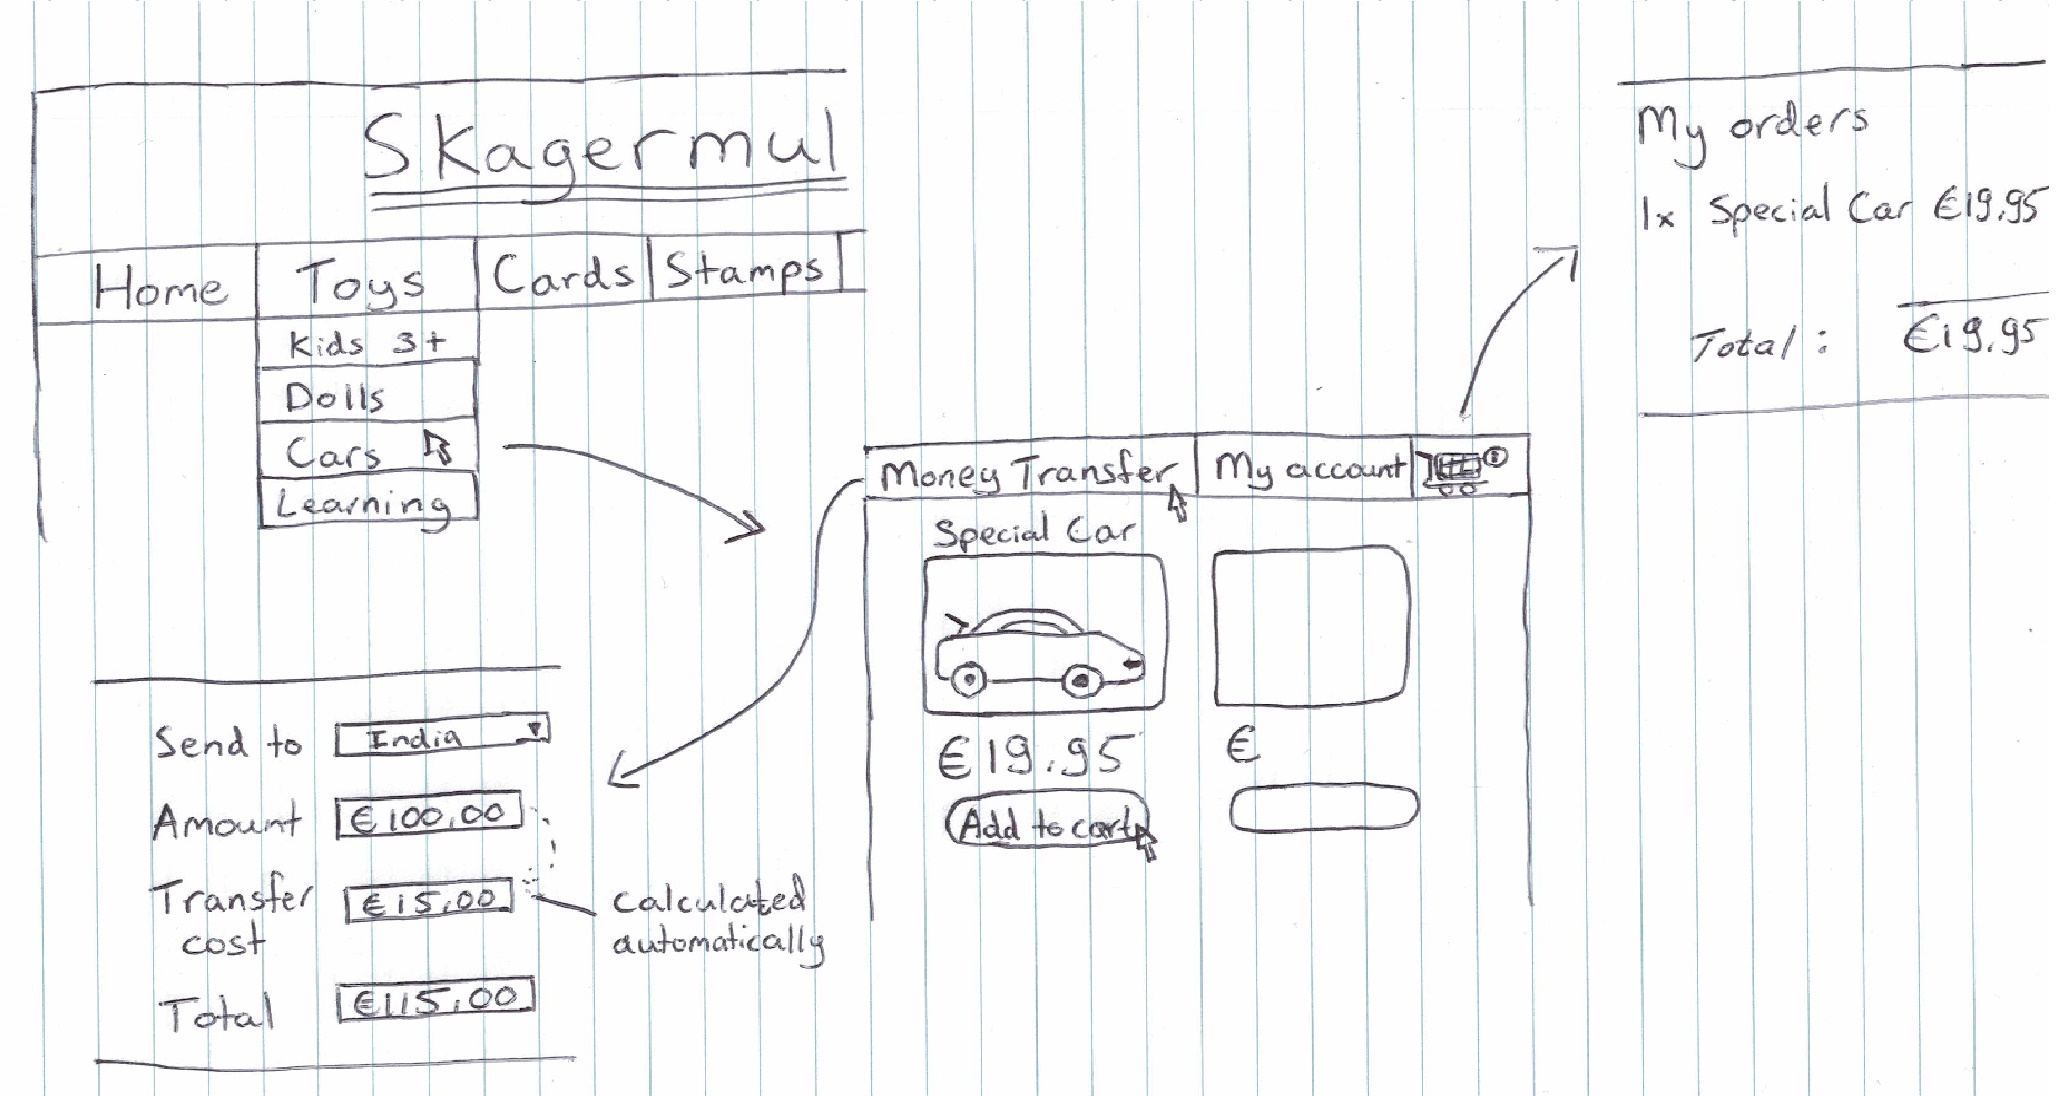 Skagermul
Home Toys Cards Stamps
Kids 3+
Dolls
Cars
Learning
Money Transfer My account
Special Car
€19.95 €
Add to cart
My orders
1x Special Car €19.95
Total: €19.95
Send to India
Amount €100,00
Transfer €15,00
cost
calculated
automatically
Total €115,00